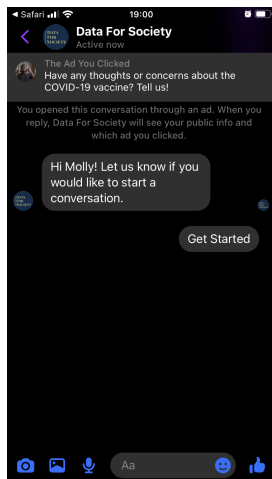 Safari
19:00
DATA
FOR
SOCIETY
Data For Society
Active now
The Ad You Clicked
Have any thoughts or concerns about the
COVID-19 vaccine? Tell us!
You opened this conversation through an ad. When you
reply, Data For Society will see your public info and
which ad you clicked.
Hi Molly! Let us know if you
would like to start a
conversation.
Get Started
Aa